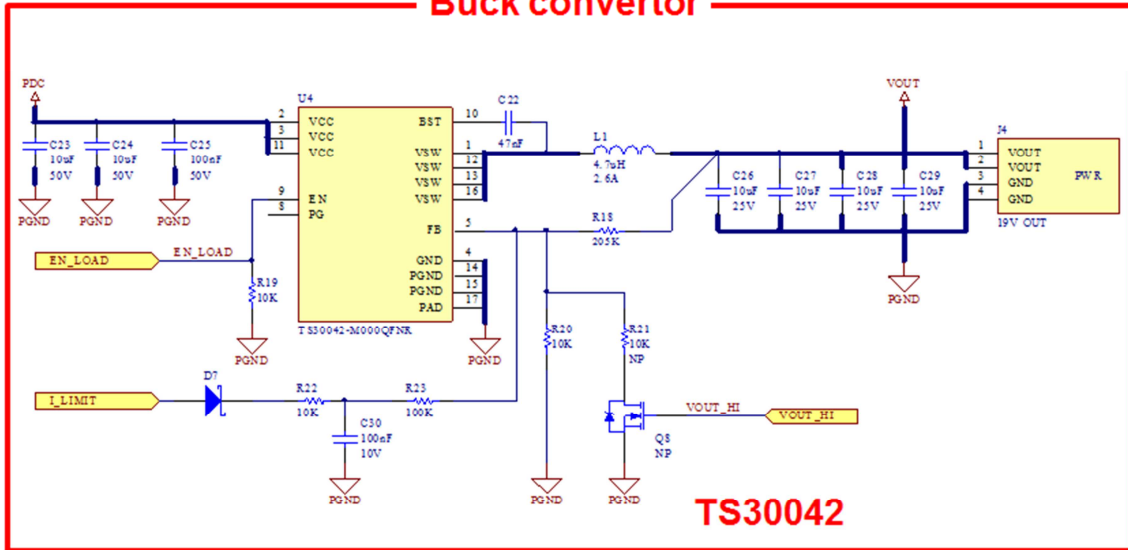 Buck convertor
PDC
C23
10uF
50V
C24
10uF
50V
C25
100nF
50V
PGND
PGND
PGND
U4
2
3
11
VCC
VCC
VCC
9
8
EN
PG
BST
VSW
VSW
VSW
VSW
FB
GND
PGND
PGND
PAD
10
1
12
13
16
5
4
14
15
17
TS30042-M000QFNR
C22
47nF
L1
4.7uH
2.6A
VOUT
C26
10uF
25V
C27
10uF
25V
C28
10uF
25V
C29
10uF
25V
J4
1
2
3
4
VOUT
VOUT
GND
GND
PWR
19V OUT
R18
205K
PGND
EN_LOAD
EN_LOAD
R19
10K
PGND
PGND
R20
10K
R21
10K
NP
I_LIMIT
D7
R22
10K
R23
100K
C30
100nF
10V
PGND
PGND
Q8
NP
PGND
VOUT_HI
VOUT_HI
TS30042